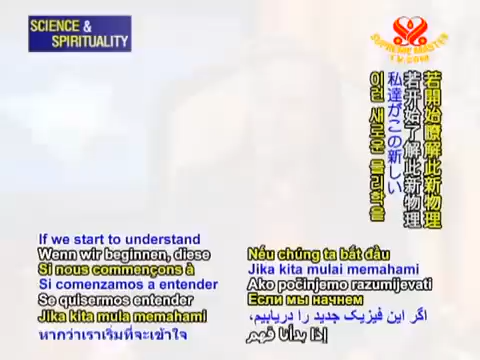 SCIENCE &
SPIRITUALITY
SUPREME MASTER
TV
若開始瞭解此新物理
若开始了解此新物理
私達がこの新しい
이런 새로운 물리학을
If we start to understand
Wenn wir beginnen, diese
Si nous commençons à
Si comenzamos a entender
Se quisermos entender
Jika kita mula memahami
หากว่าเราเริ่มที่จะเข้าใจ
Nếu chúng ta bắt đầu
Jika kita mulai memahami
Ako počinjemo razumijevati
Если мы начнем
اگر این فیزیک جدید را دریابیم،
إذا بدأنا فهم